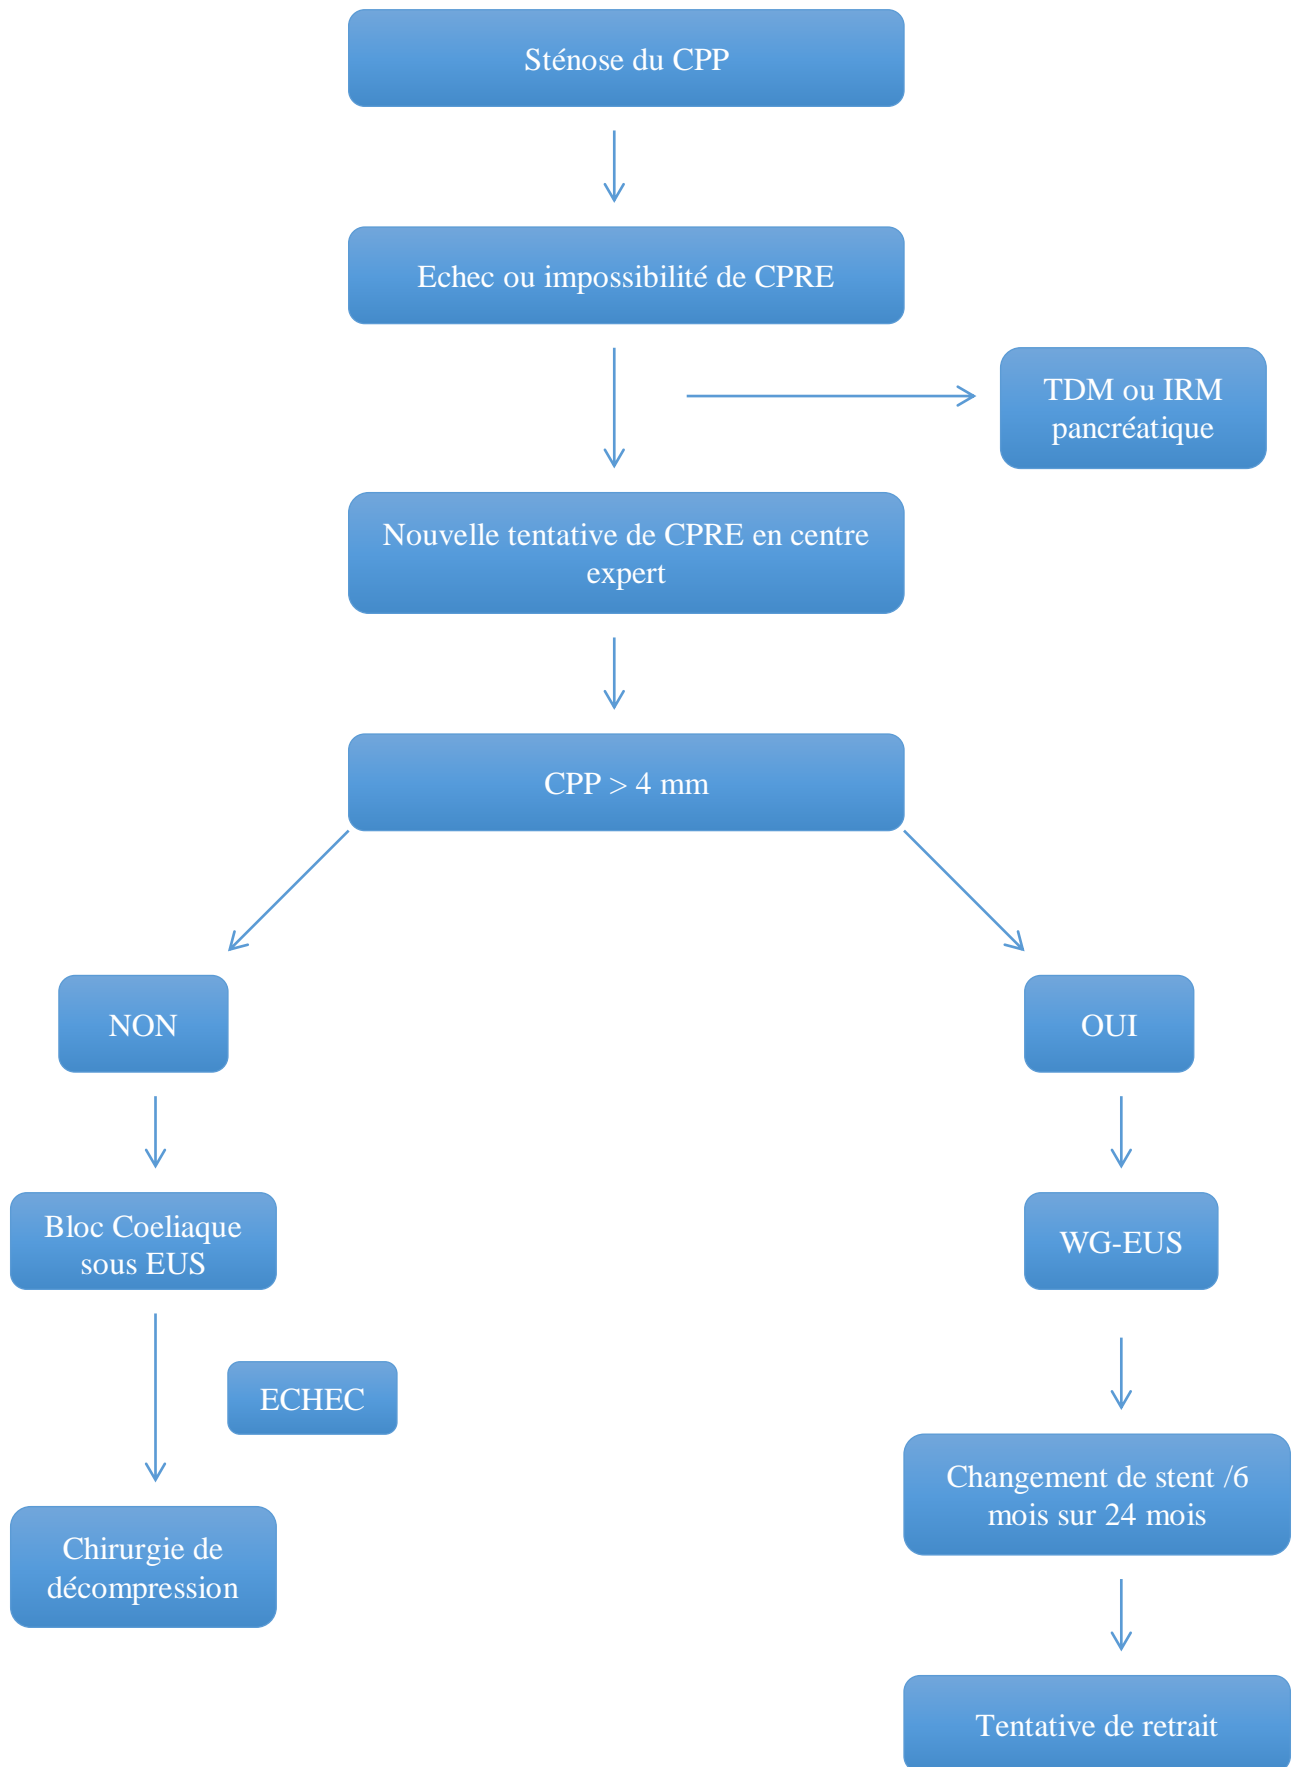 Sténose du CPP
Echec ou impossibilité de CPRE
TDM ou IRM
pancréatique
Nouvelle tentative de CPRE en centre
expert
CPP > 4 mm
NON
OUI
Bloc Coeliaque
sous EUS
WG-EUS
ECHEC
Changement de stent /6
mois sur 24 mois
Chirurgie de
décompression
Tentative de retrait